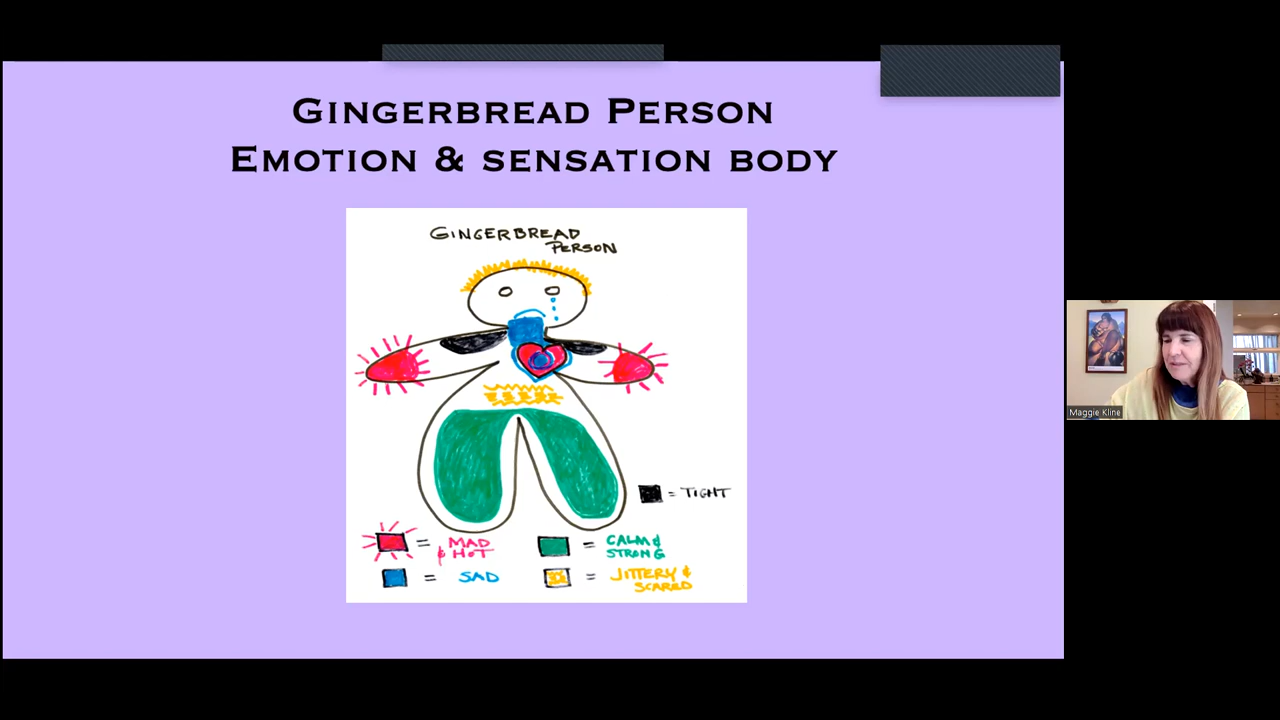 Gingerbread Person
Emotion & sensation body
GINGERBREAD
PERSON
= TIGHT
= MAD
& HOT
= CALM &
STRONG
= SAD
= JITTERY &
SCARED
Maggie Kline